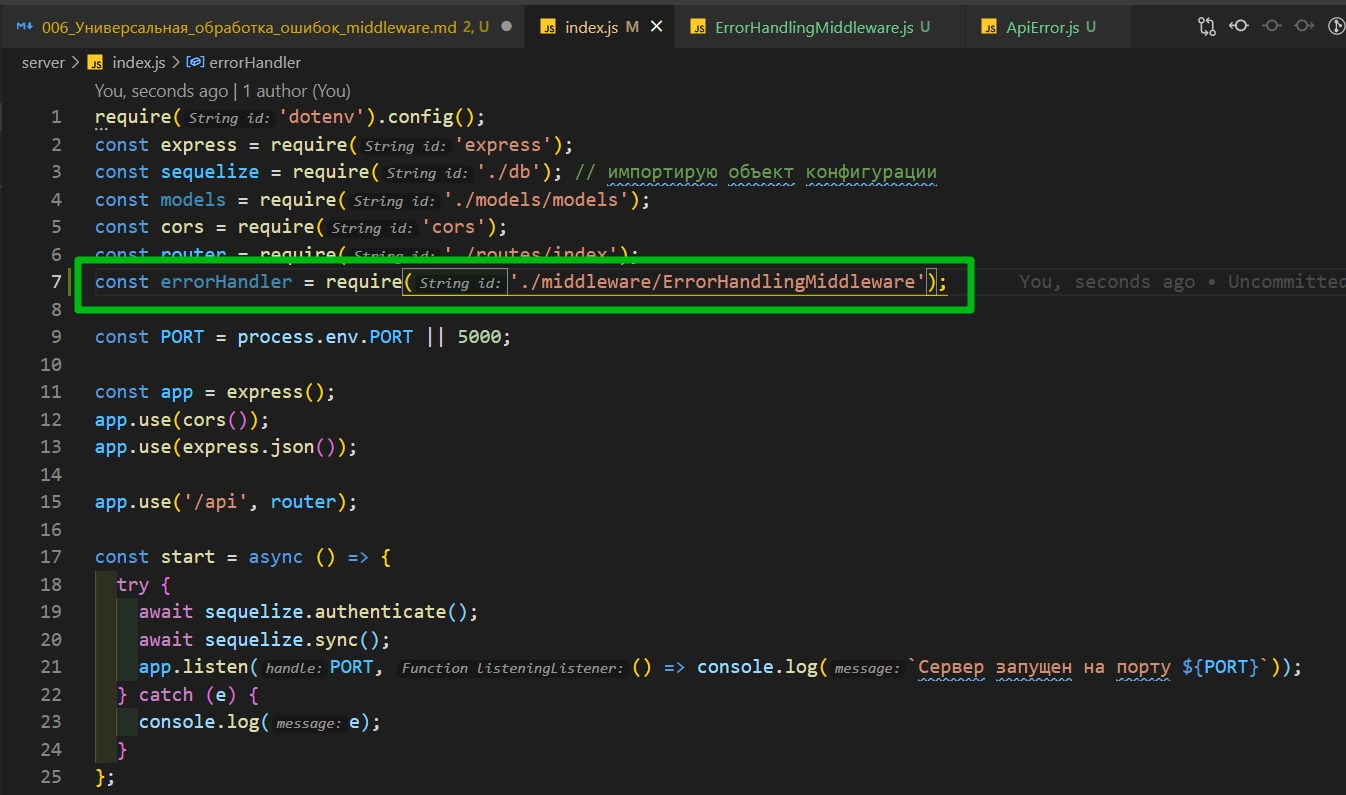 006_Универсальная_обработка_ошибок_middleware.md 2, U
index.js M
ErrorHandlingMiddleware.js U
ApiError.js U
server > index.js > errorHandler
You, seconds ago | 1 author (You)
1 require( String id: 'dotenv').config();
2 const express = require( String id: 'express');
3 const sequelize = require( String id: './db'); // импортирую объект конфигурации
4 const models = require( String id: './models/models');
5 const cors = require( String id: 'cors');
6 const router = require( String id: './routes/index');
7 const errorHandler = require( String id: './middleware/ErrorHandlingMiddleware'); You, seconds ago • Uncommitted
8
9 const PORT = process.env.PORT || 5000;
10
11 const app = express();
12 app.use(cors());
13 app.use(express.json());
14
15 app.use('/api', router);
16
17 const start = async () => {
18 try {
19 await sequelize.authenticate();
20 await sequelize.sync();
21 app.listen( handle: PORT, Function listeningListener: () => console.log( message: `Сервер запущен на порту ${PORT}`));
22 } catch (e) {
23 console.log( message: e);
24 }
25 };